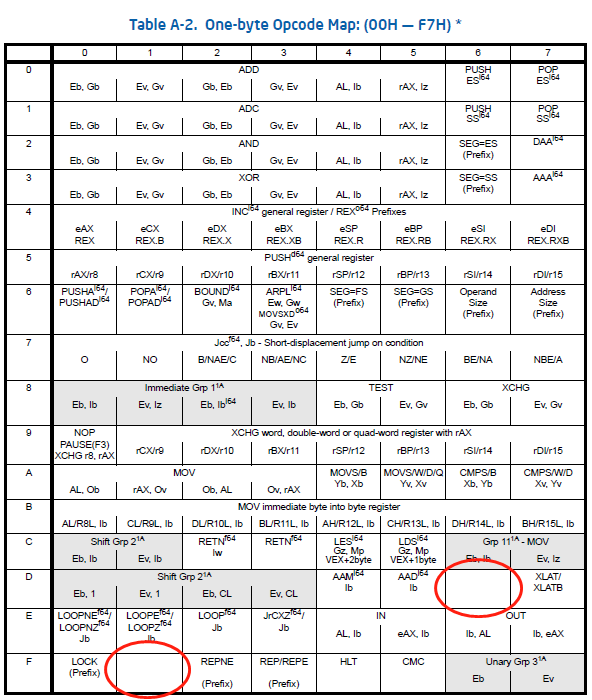 Table A-2. One-byte Opcode Map: (00H — F7H) *
0 1 2 3 4 5 6 7
0 ADD PUSH ES^i64 POP ES^i64
Eb, Gb Ev, Gv Gb, Eb Gv, Ev AL, Ib rAX, Iz
1 ADC PUSH SS^i64 POP SS^i64
Eb, Gb Ev, Gv Gb, Eb Gv, Ev AL, Ib rAX, Iz
2 AND SEG=ES (Prefix) DAA^i64
Eb, Gb Ev, Gv Gb, Eb Gv, Ev AL, Ib rAX, Iz
3 XOR SEG=SS (Prefix) AAA^i64
Eb, Gb Ev, Gv Gb, Eb Gv, Ev AL, Ib rAX, Iz
4 INC^i64 general register / REX^o64 Prefixes
eAX eCX eDX eBX eSP eBP eSI eDI
REX REX.B REX.X REX.XB REX.R REX.RB REX.RX REX.RXB
5 PUSH^d64 general register
rAX/r8 rCX/r9 rDX/r10 rBX/r11 rSP/r12 rBP/r13 rSI/r14 rDI/r15
6 PUSHA^i64/ POPA^i64/ BOUND^i64 ARPL^i64 SEG=FS SEG=GS Operand Address
PUSHAD^i64 POPAD^i64 Gv, Ma Ew, Gw (Prefix) (Prefix) Size Size
MOVSXD^o64 (Prefix) (Prefix)
Gv, Ev
7 Jcc^f64, Jb - Short-displacement jump on condition
O NO B/NAE/C NB/AE/NC Z/E NZ/NE BE/NA NBE/A
8 Immediate Grp 1^1A TEST XCHG
Eb, Ib Ev, Iz Eb, Ib^i64 Ev, Ib Eb, Gb Ev, Gv Eb, Gb Ev, Gv
9 NOP XCHG word, double-word or quad-word register with rAX
PAUSE(F3)
XCHG r8, rAX rCX/r9 rDX/r10 rBX/r11 rSP/r12 rBP/r13 rSI/r14 rDI/r15
A MOV MOVS/B MOVS/W/D/Q CMPS/B CMPS/W/D
AL, Ob rAX, Ov Ob, AL Ov, rAX Yb, Xb Yv, Xv Xb, Yb Xv, Yv
B MOV immediate byte into byte register
AL/R8L, Ib CL/R9L, Ib DL/R10L, Ib BL/R11L, Ib AH/R12L, Ib CH/R13L, Ib DH/R14L, Ib BH/R15L, Ib
C Shift Grp 2^1A RETN^f64 RETN^f64 LES^i64 LDS^i64 Grp 11^1A - MOV
Iw Gz, Mp Gz, Mp
Eb, Ib Ev, Ib VEX+2byte VEX+1byte Eb, Ib Ev, Iz
D Shift Grp 2^1A AAM^i64 AAD^i64 XLAT/
Eb, 1 Ev, 1 Eb, CL Ev, CL Ib Ib XLATB
E LOOPNE^f64/ LOOPE^f64/ LOOP^f64 JrCXZ^f64/ IN OUT
LOOPNZ^f64 LOOPZ^f64 Jb Jb
Jb Jb AL, Ib eAX, Ib Ib, AL Ib, eAX
F LOCK REPNE REP/REPE HLT CMC Unary Grp 3^1A
(Prefix) (Prefix) (Prefix) Eb Ev